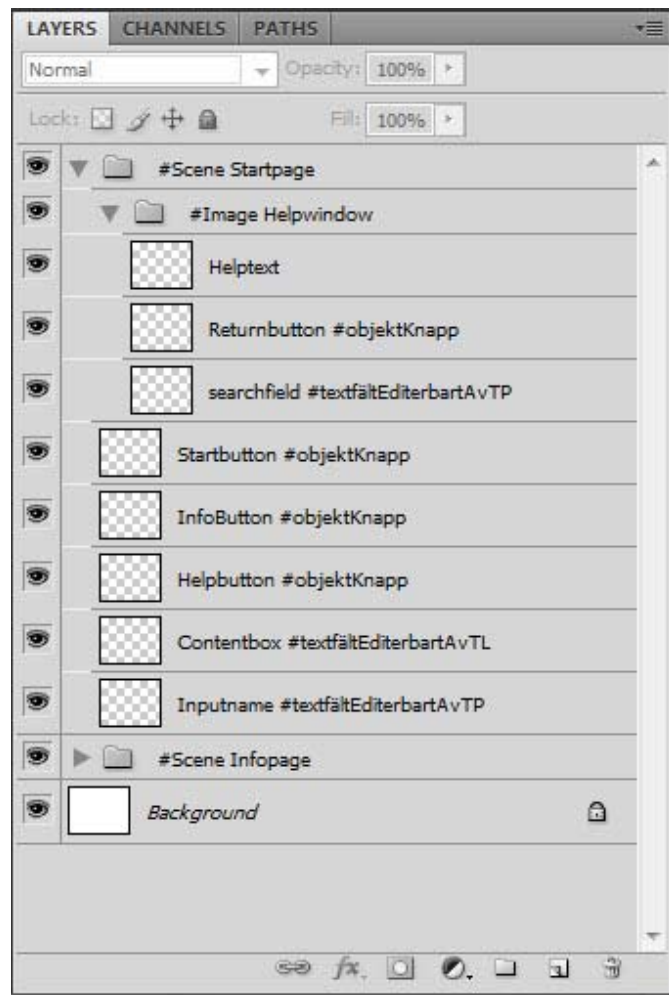 LAYERS CHANNELS PATHS
Normal Opacity: 100%
Lock: Fill: 100%
#Scene Startpage
#Image Helpwindow
Helptext
Returnbutton #objektKnapp
searchfield #textfältEditerbartAvTP
Startbutton #objektKnapp
InfoButton #objektKnapp
Helpbutton #objektKnapp
Contentbox #textfältEditerbartAvTL
Inputname #textfältEditerbartAvTP
#Scene Infopage
Background
fx.